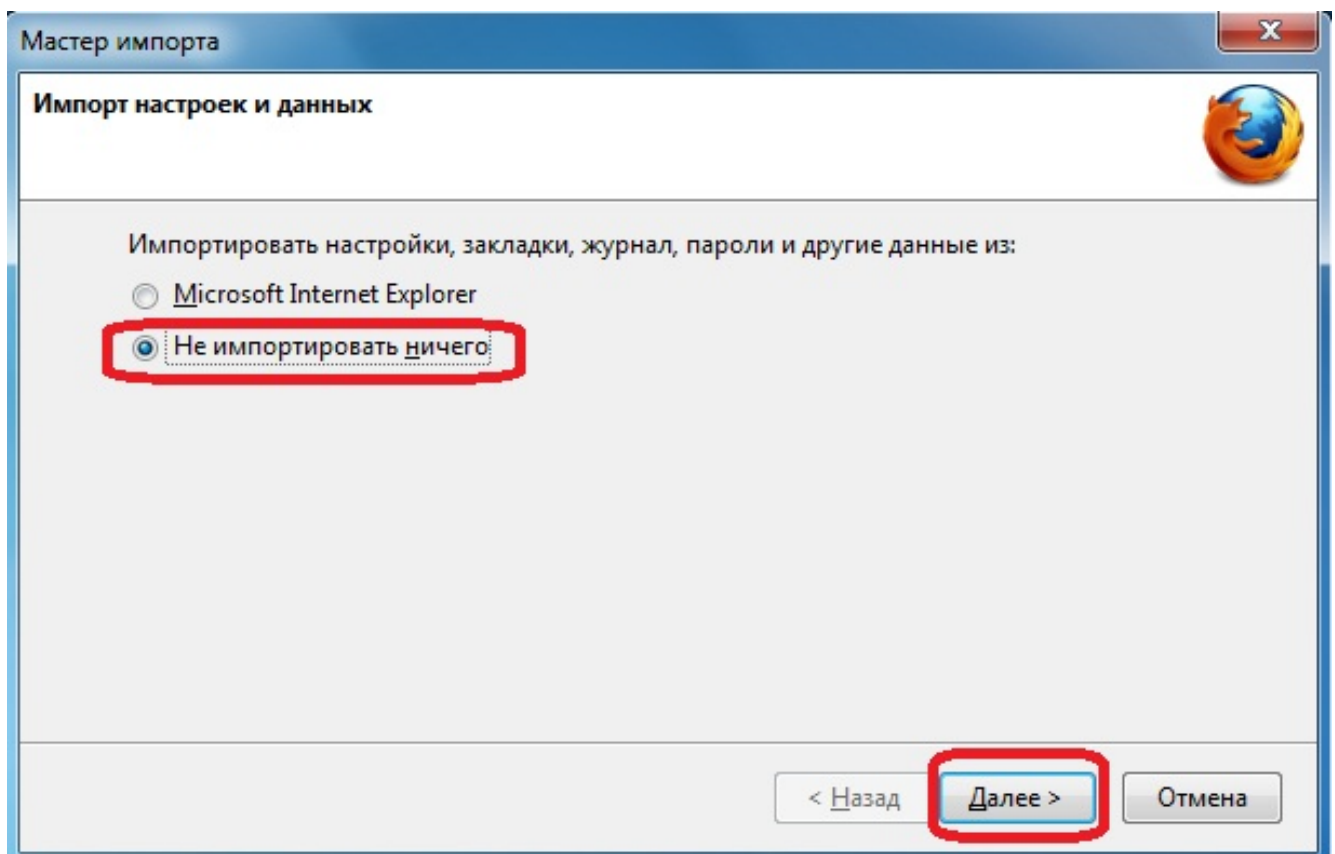 Мастер импорта
Импорт настроек и данных
Импортировать настройки, закладки, журнал, пароли и другие данные из:
Microsoft Internet Explorer
Не импортировать ничего
< Назад Далее > Отмена